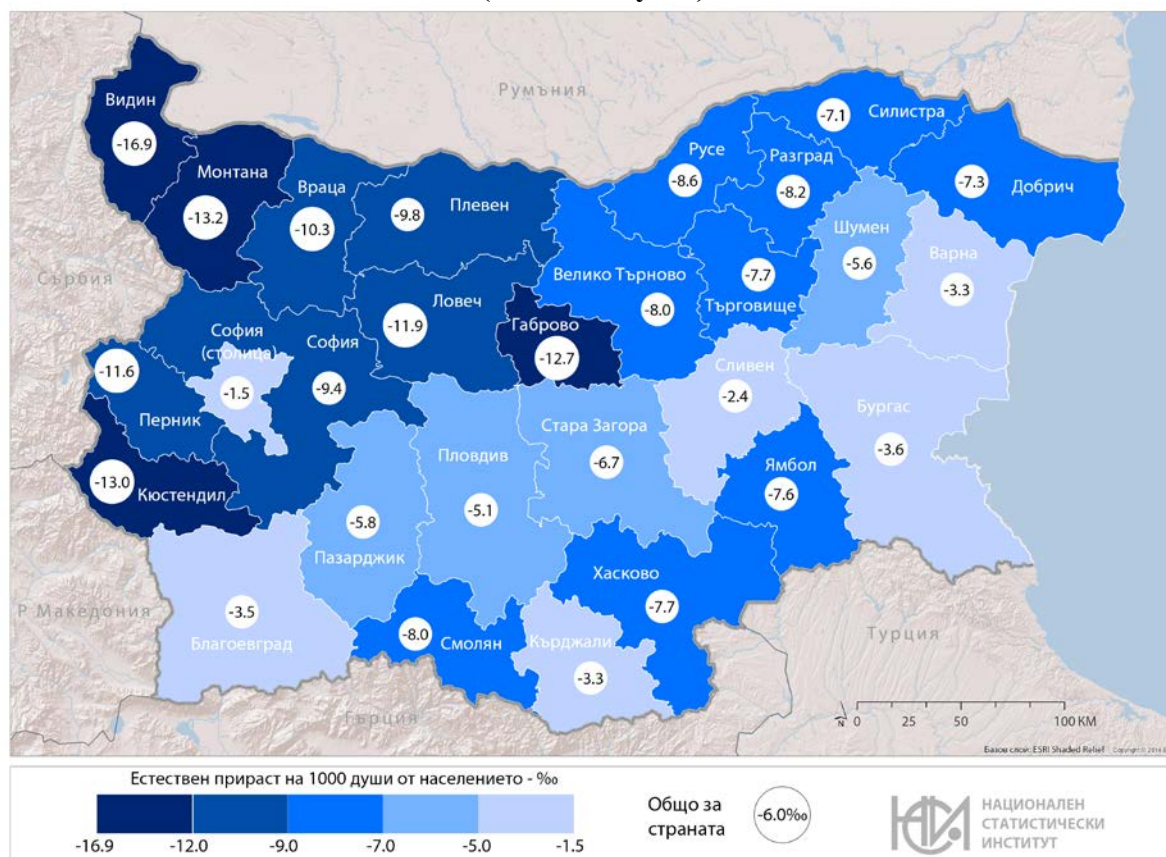 Румъния
Видин
-16.9
Монтана
-13.2
Враца
-10.3
Плевен
-9.8
Русе
-8.6
Разград
-8.2
-7.1
Силистра
-7.3
Добрич
Шумен
-5.6
Варна
-3.3
Сърбия
Ловеч
-11.9
Габрово
-12.7
Велико Търново
-8.0
-7.7
Търговище
София
(столица)
-1.5
София
-9.4
-11.6
Перник
-13.0
Кюстендил
Сливен
-2.4
Бургас
-3.6
Стара Загора
-6.7
Пловдив
-5.1
-5.8
Пазарджик
Ямбол
-7.6
Р Македония
-3.5
Благоевград
-8.0
Смолян
Хасково
-7.7
Кърджали
-3.3
Турция
Гърция
N
0 25 50 100 KM
Базов слой: ESRI Shaded Relief
Естествен прираст на 1000 души от населението - ‰
-16.9 -12.0 -9.0 -7.0 -5.0 -1.5
Общо за
страната
-6.0‰
НАЦИОНАЛЕН
СТАТИСТИЧЕСКИ
ИНСТИТУТ